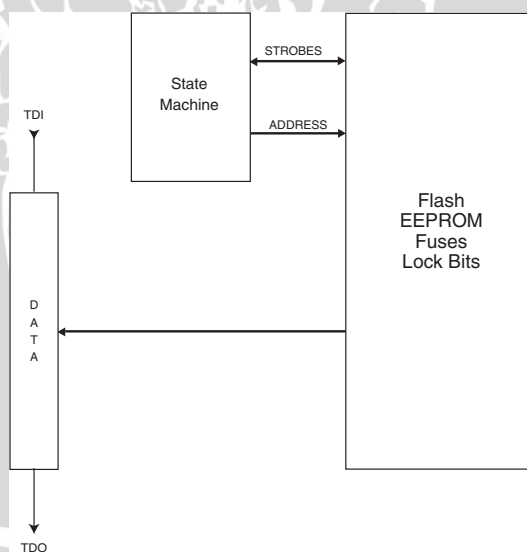 STROBES
State
Machine
ADDRESS
TDI
Flash
EEPROM
Fuses
Lock Bits
D
A
T
A
TDO